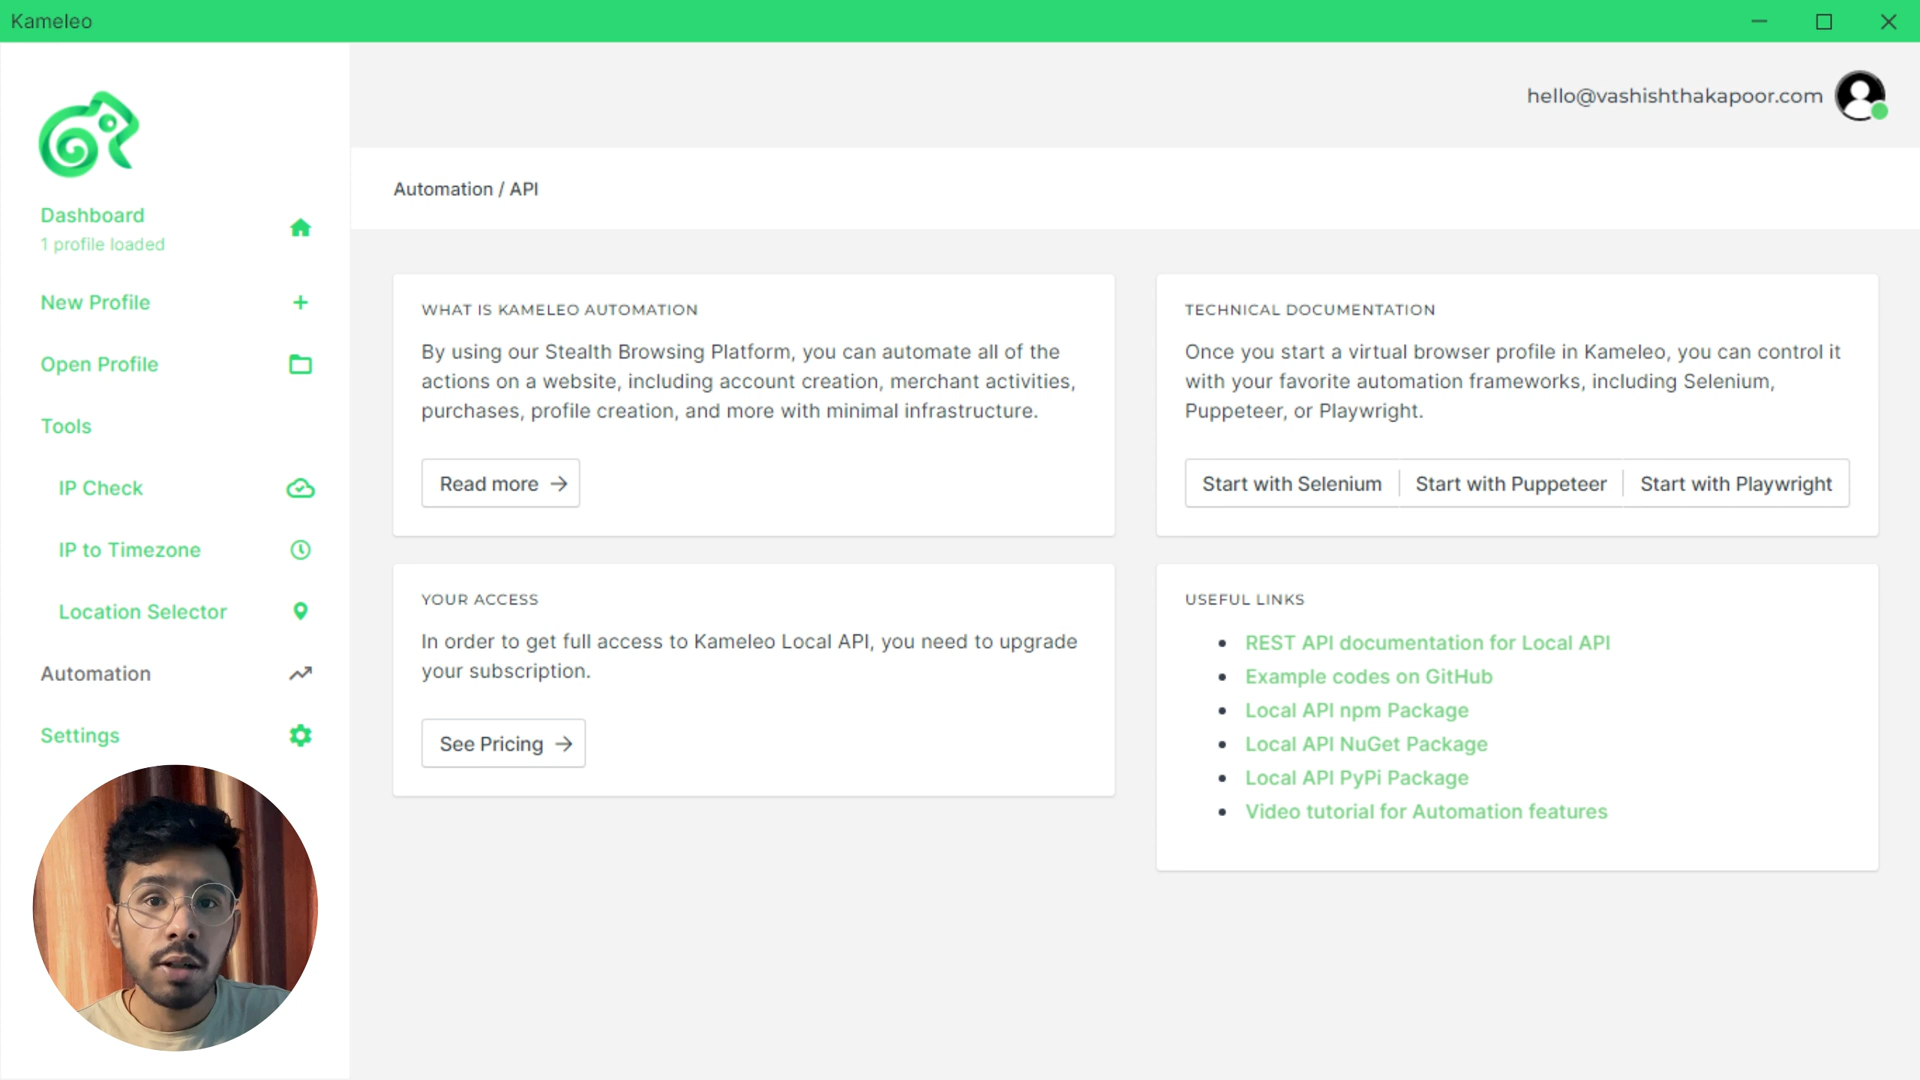 Kameleo
hello@vashishthakapoor.com
Dashboard
1 profile loaded
New Profile
Open Profile
Tools
IP Check
IP to Timezone
Location Selector
Automation
Settings
Automation / API
WHAT IS KAMELEO AUTOMATION
By using our Stealth Browsing Platform, you can automate all of the
actions on a website, including account creation, merchant activities,
purchases, profile creation, and more with minimal infrastructure.
Read more
TECHNICAL DOCUMENTATION
Once you start a virtual browser profile in Kameleo, you can control it
with your favorite automation frameworks, including Selenium,
Puppeteer, or Playwright.
Start with Selenium Start with Puppeteer Start with Playwright
YOUR ACCESS
In order to get full access to Kameleo Local API, you need to upgrade
your subscription.
See Pricing
USEFUL LINKS
REST API documentation for Local API
Example codes on GitHub
Local API npm Package
Local API NuGet Package
Local API PyPi Package
Video tutorial for Automation features